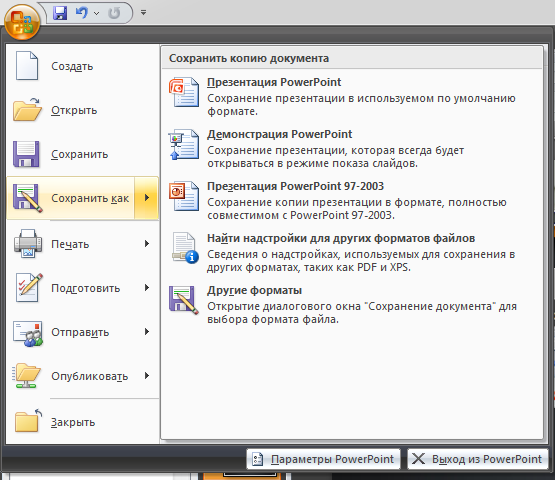 Создать
Открыть
Сохранить
Сохранить как
Печать
Подготовить
Отправить
Опубликовать
Закрыть
Сохранить копию документа
Презентация PowerPoint
Сохранение презентации в используемом по умолчанию
формате.
Демонстрация PowerPoint
Сохранение презентации, которая всегда будет
открываться в режиме показа слайдов.
Презентация PowerPoint 97-2003
Сохранение копии презентации в формате, полностью
совместимом с PowerPoint 97-2003.
Найти надстройки для других форматов файлов
Сведения о надстройках, используемых для сохранения в
других форматах, таких как PDF и XPS.
Другие форматы
Открытие диалогового окна "Сохранение документа" для
выбора формата файла.
Параметры PowerPoint
Выход из PowerPoint